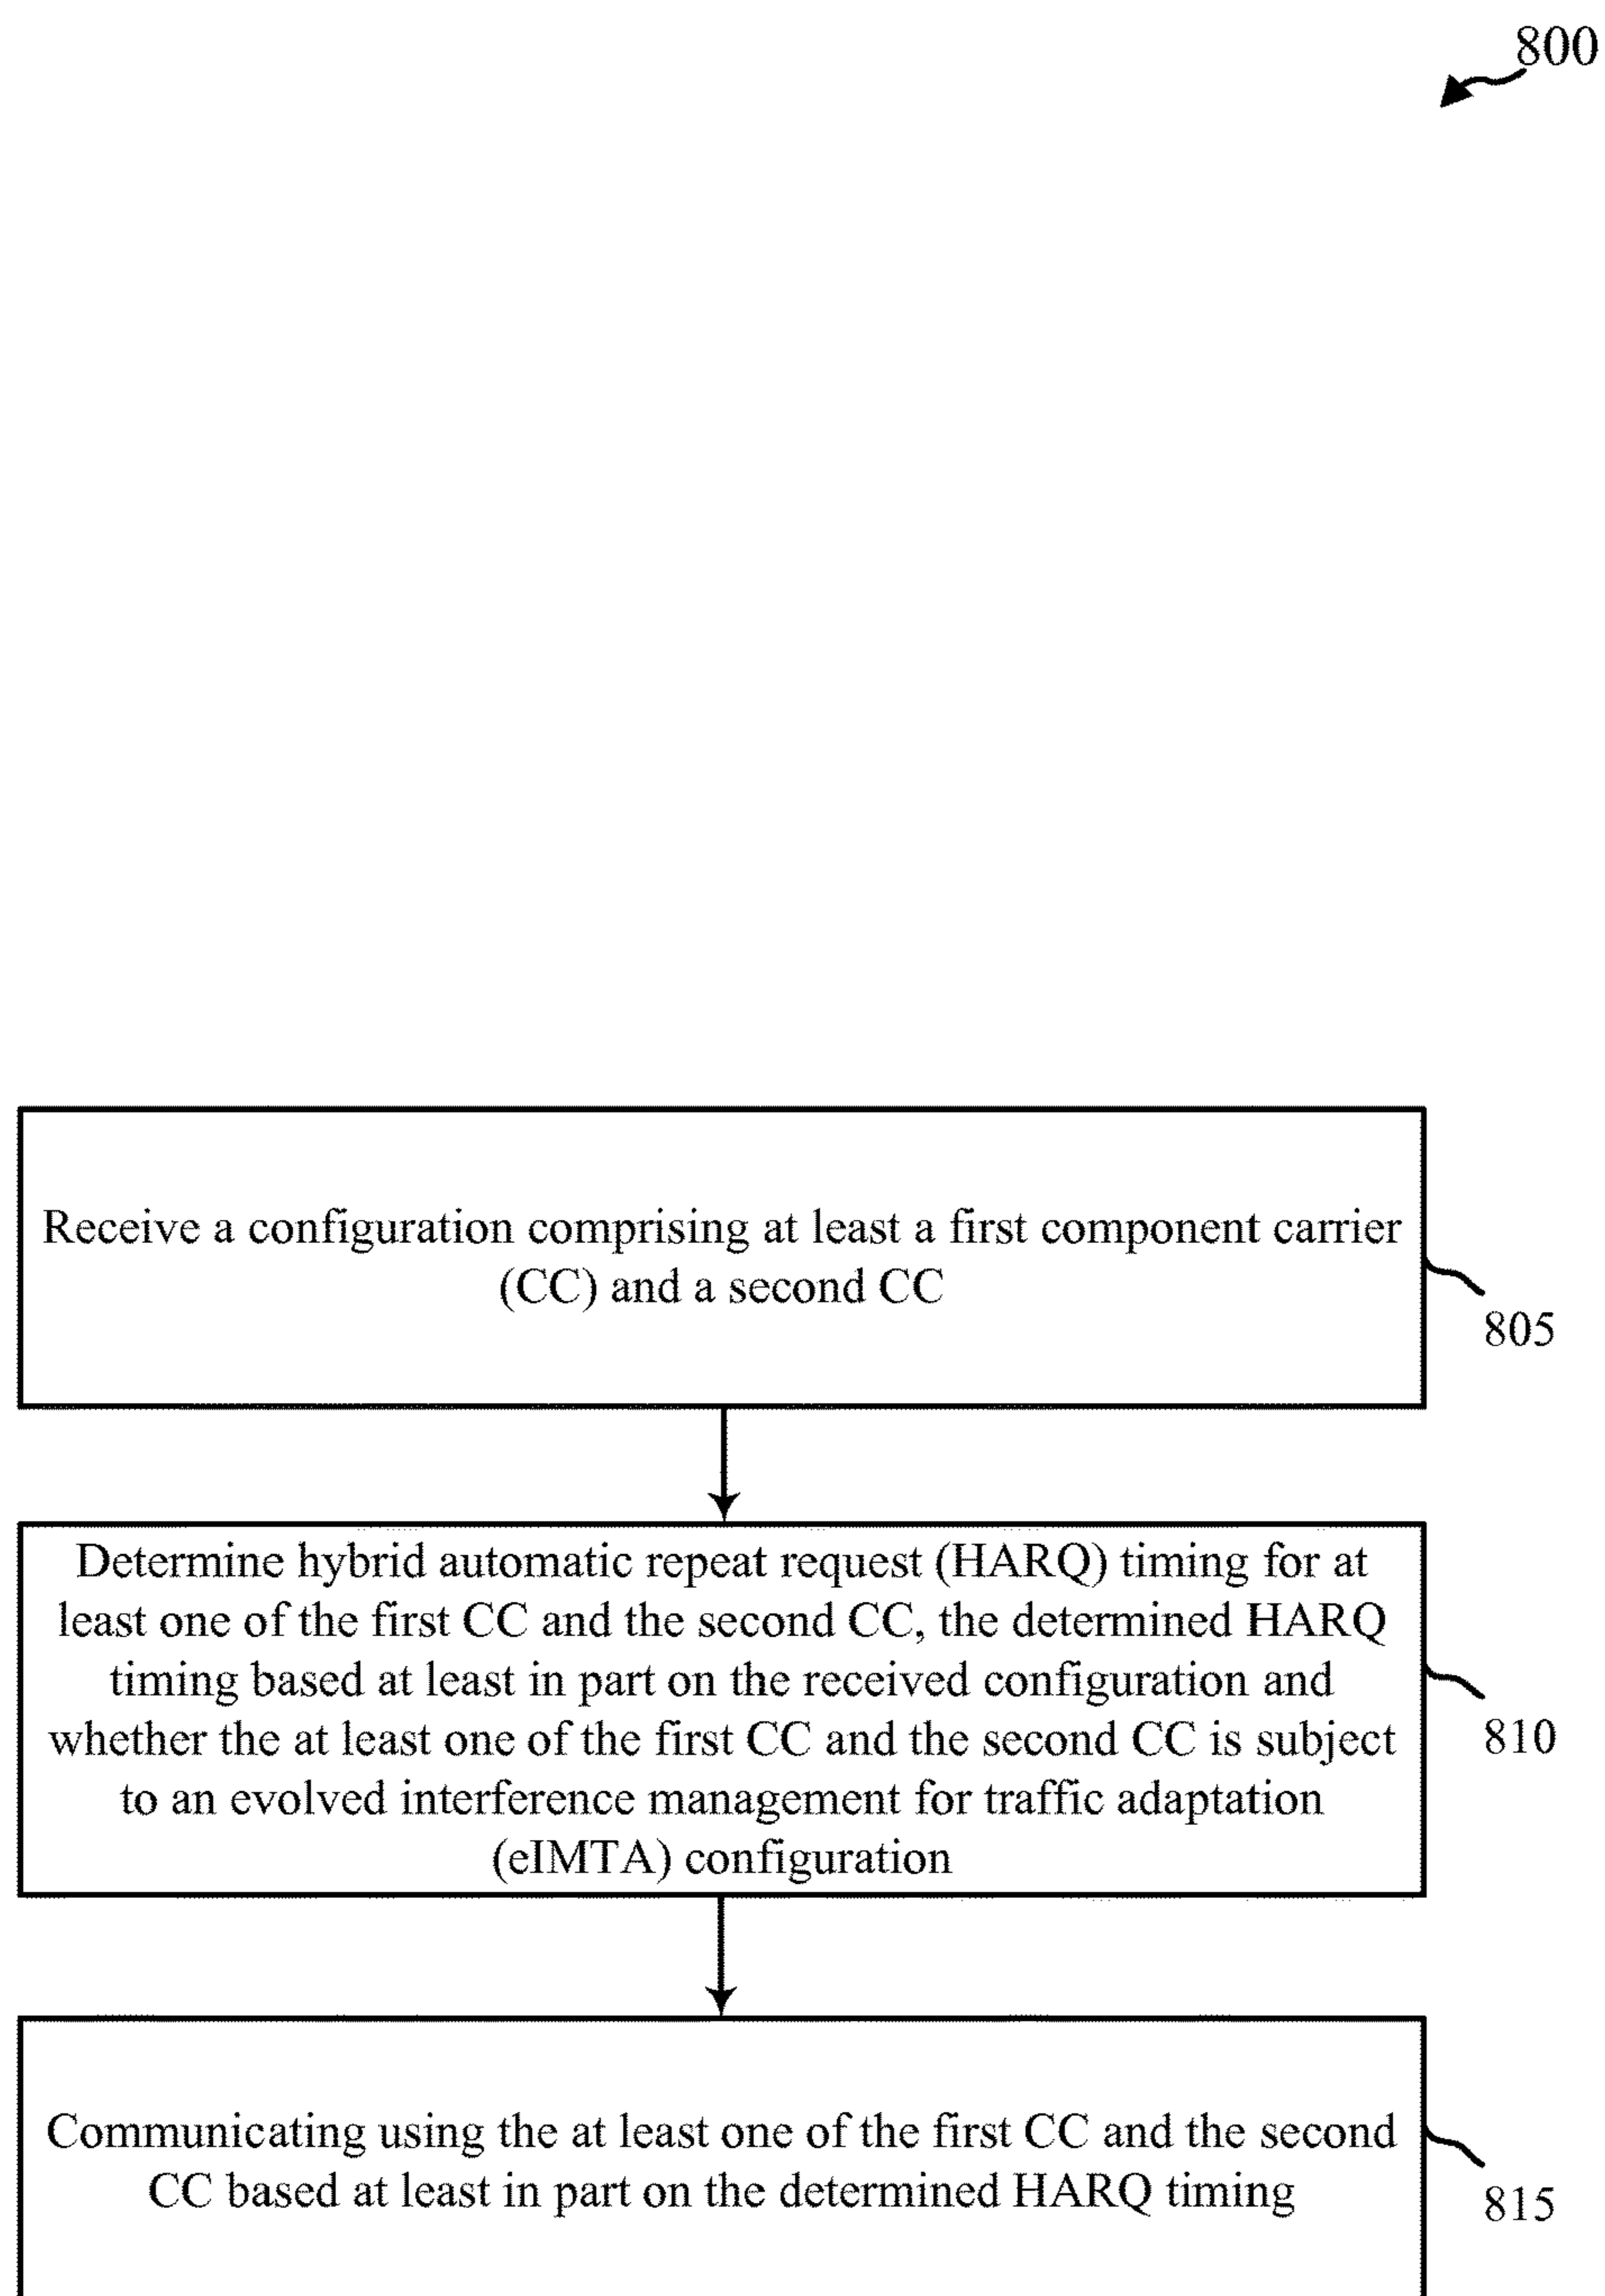 800
Receive a configuration comprising at least a first component carrier
(CC) and a second CC
805
Determine hybrid automatic repeat request (HARQ) timing for at
least one of the first CC and the second CC, the determined HARQ
timing based at least in part on the received configuration and
whether the at least one of the first CC and the second CC is subject
to an evolved interference management for traffic adaptation
(eIMTA) configuration
810
Communicating using the at least one of the first CC and the second
CC based at least in part on the determined HARQ timing
815